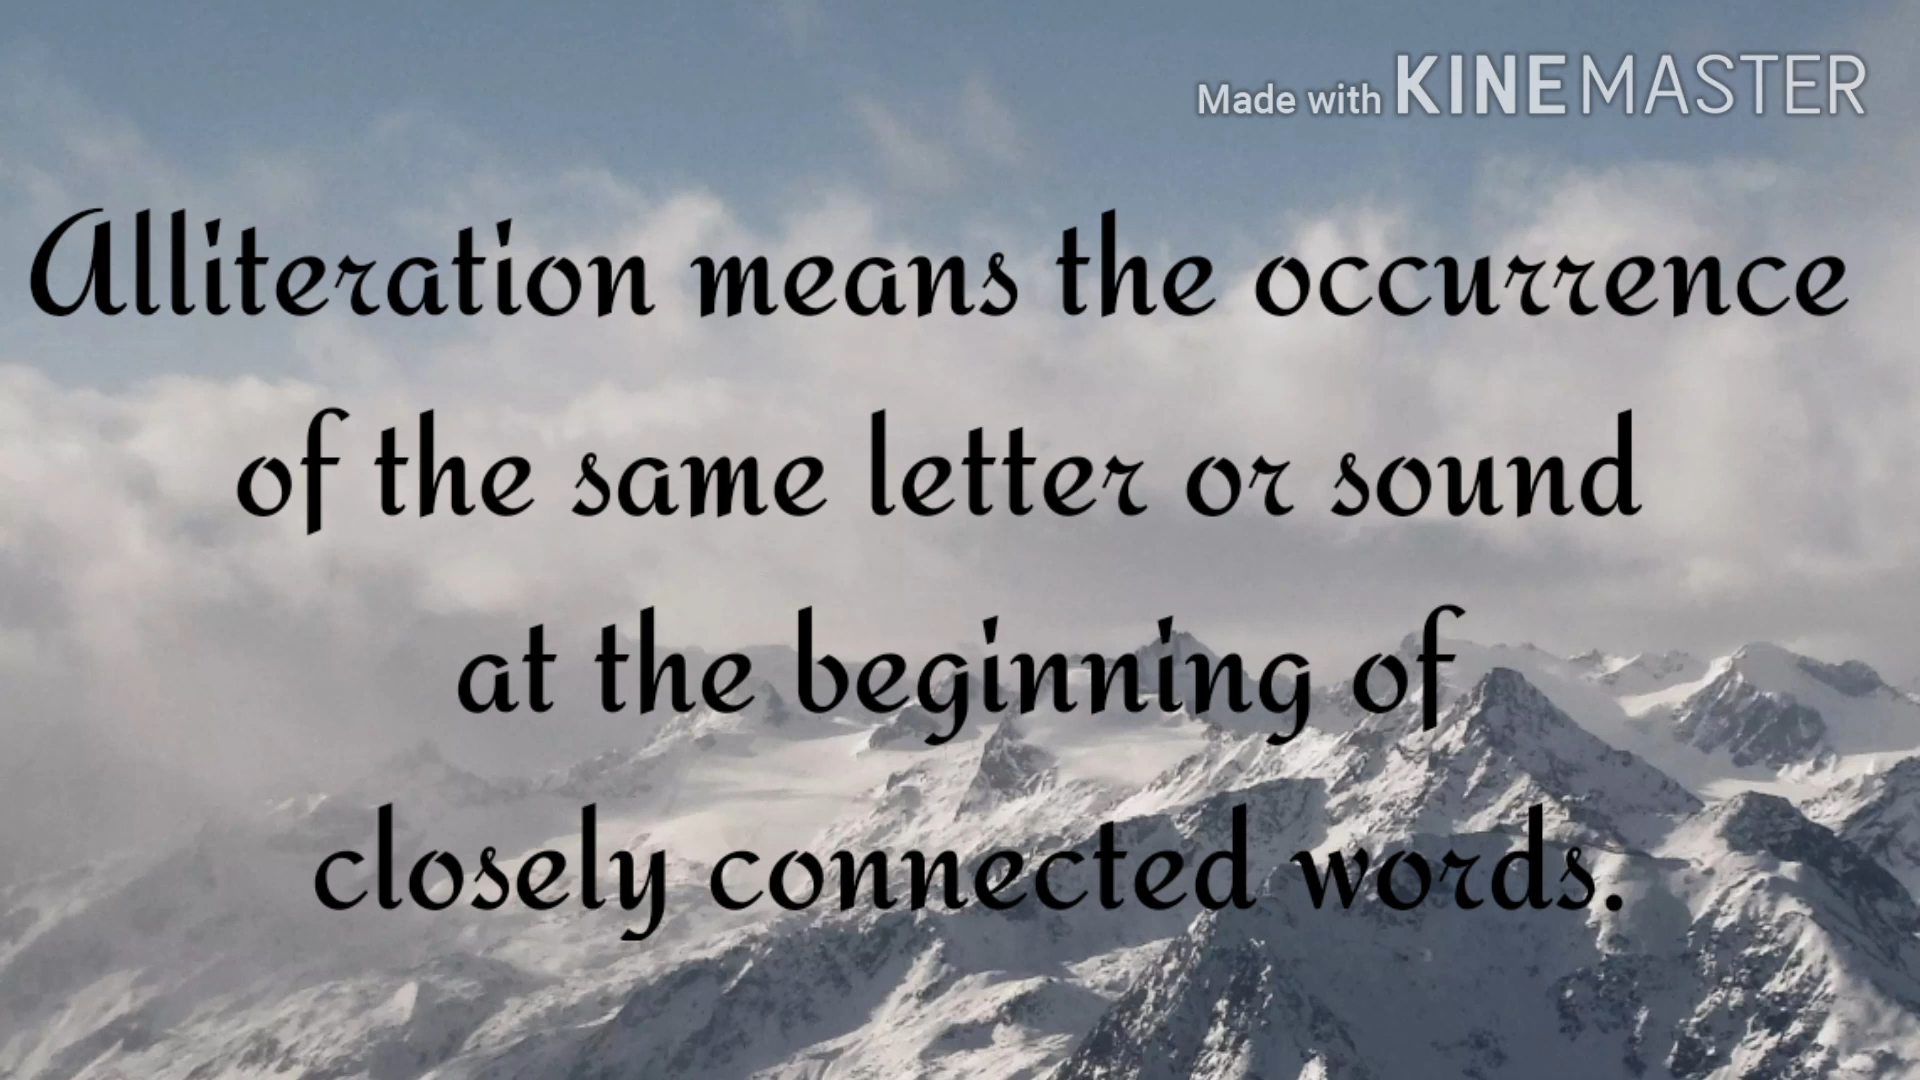 Made with KINEMASTER
Alliteration means the occurrence
of the same letter or sound
at the beginning of
closely connected words.